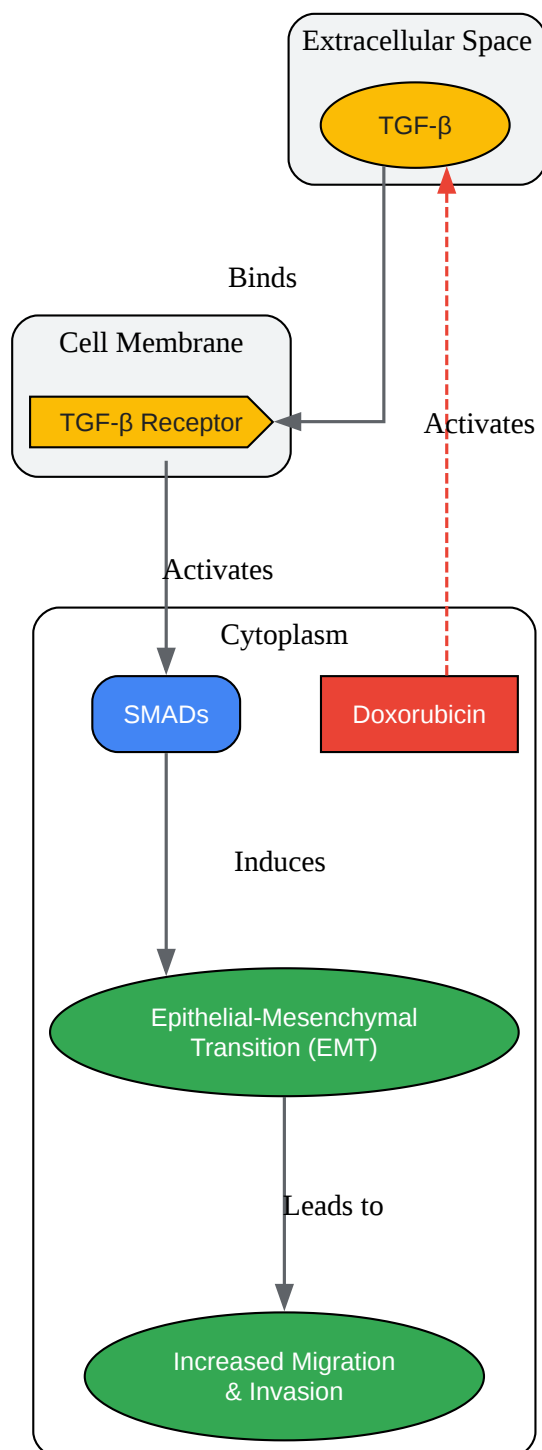 Extracellular Space
TGF-β
Binds
Cell Membrane
TGF-β Receptor
Activates
Activates
Cytoplasm
SMADs
Doxorubicin
Induces
Epithelial-Mesenchymal
Transition (EMT)
Leads to
Increased Migration
& Invasion